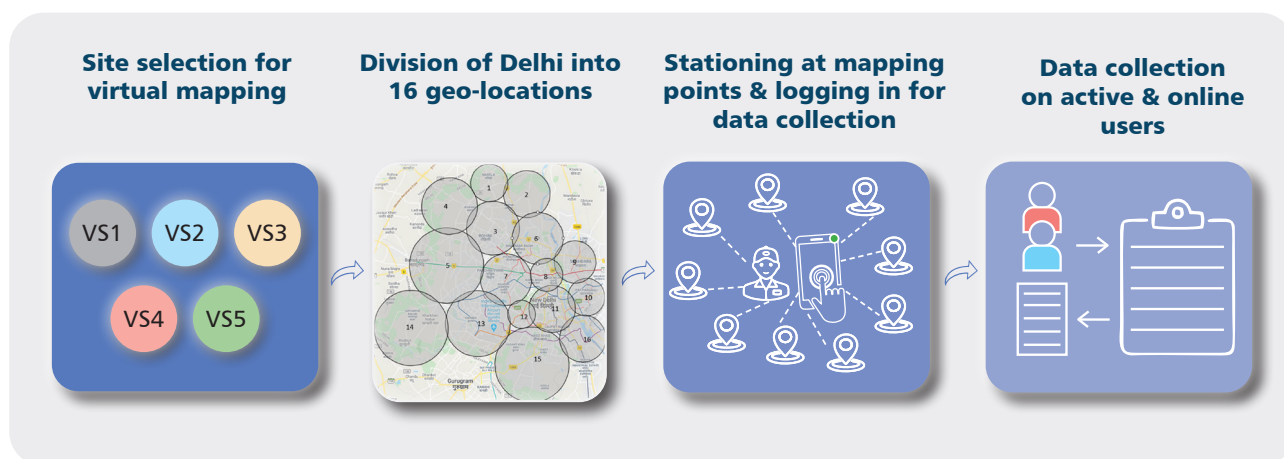 Site selection for
virtual mapping
Division of Delhi into
16 geo-locations
Stationing at mapping
points & logging in for
data collection
Data collection
on active & online
users
VS1
VS2
VS3
VS4
VS5
1
2
4
3
6
5
7
8
9
10
New Delhi
11
12
13
14
15
16
Gurugram
गुरुग्राम